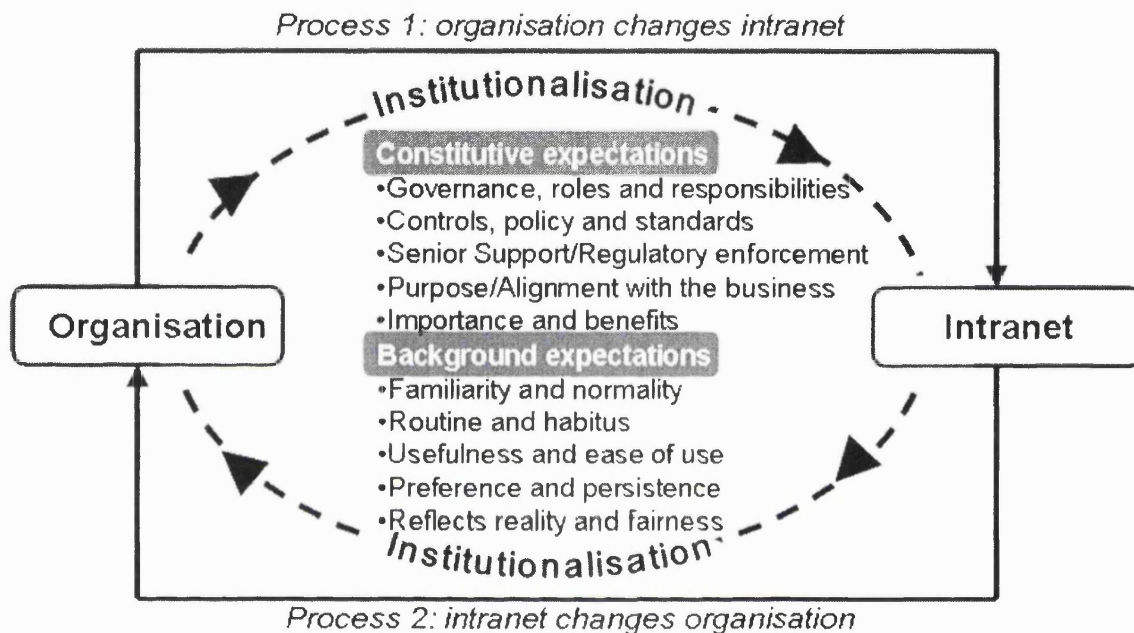 Process 1: organisation changes intranet
Institutionalisation
Constitutive expectations
•Governance, roles and responsibilities
•Controls, policy and standards
•Senior Support/Regulatory enforcement
•Purpose/Alignment with the business
•Importance and benefits
Organisation
Intranet
Background expectations
•Familiarity and normality
•Routine and habitus
•Usefulness and ease of use
•Preference and persistence
•Reflects reality and fairness
Institutionalisation
Process 2: intranet changes organisation